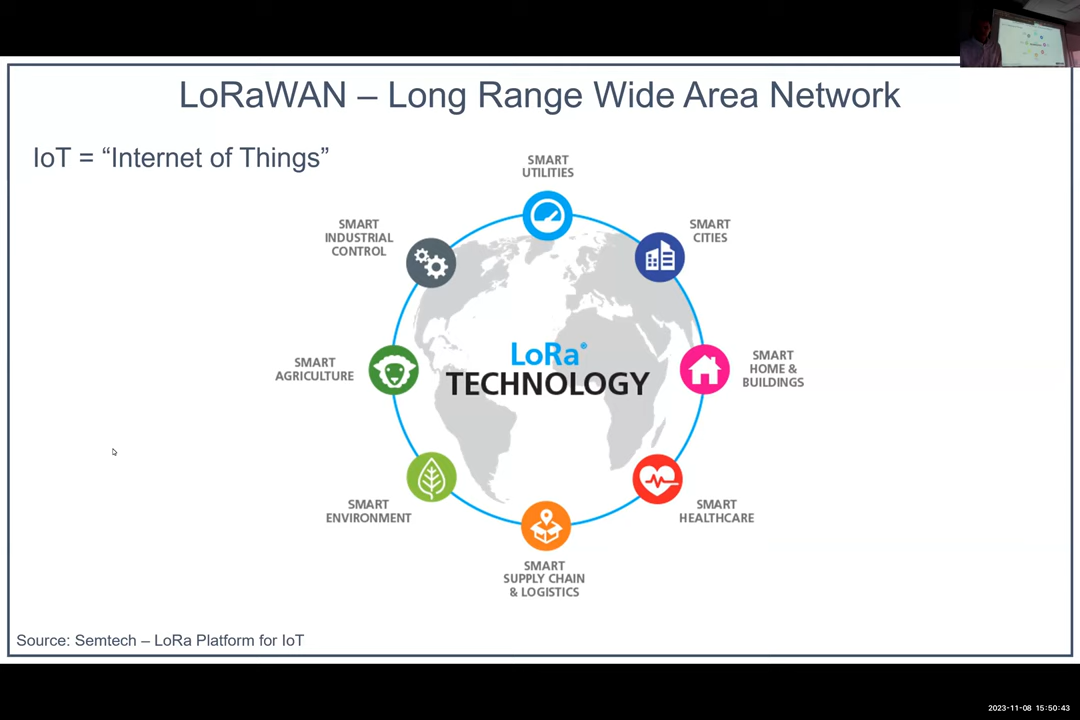 LoRaWAN – Long Range Wide Area Network
IoT = “Internet of Things”
SMART
UTILITIES
SMART
CITIES
SMART
HOME &
BUILDINGS
SMART
HEALTHCARE
SMART
SUPPLY CHAIN
& LOGISTICS
SMART
ENVIRONMENT
SMART
AGRICULTURE
SMART
INDUSTRIAL
CONTROL
LoRa®
TECHNOLOGY
Source: Semtech – LoRa Platform for IoT
2023-11-08 15:50:43